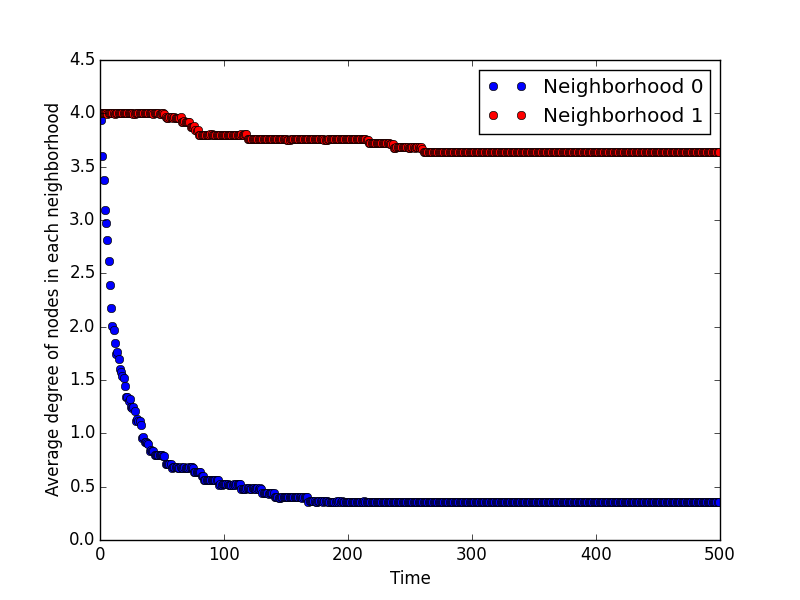 4.5
4.0
3.5
3.0
2.5
2.0
1.5
1.0
0.5
0.0
0 100 200 300 400 500
Time
Average degree of nodes in each neighborhood
Neighborhood 0
Neighborhood 1